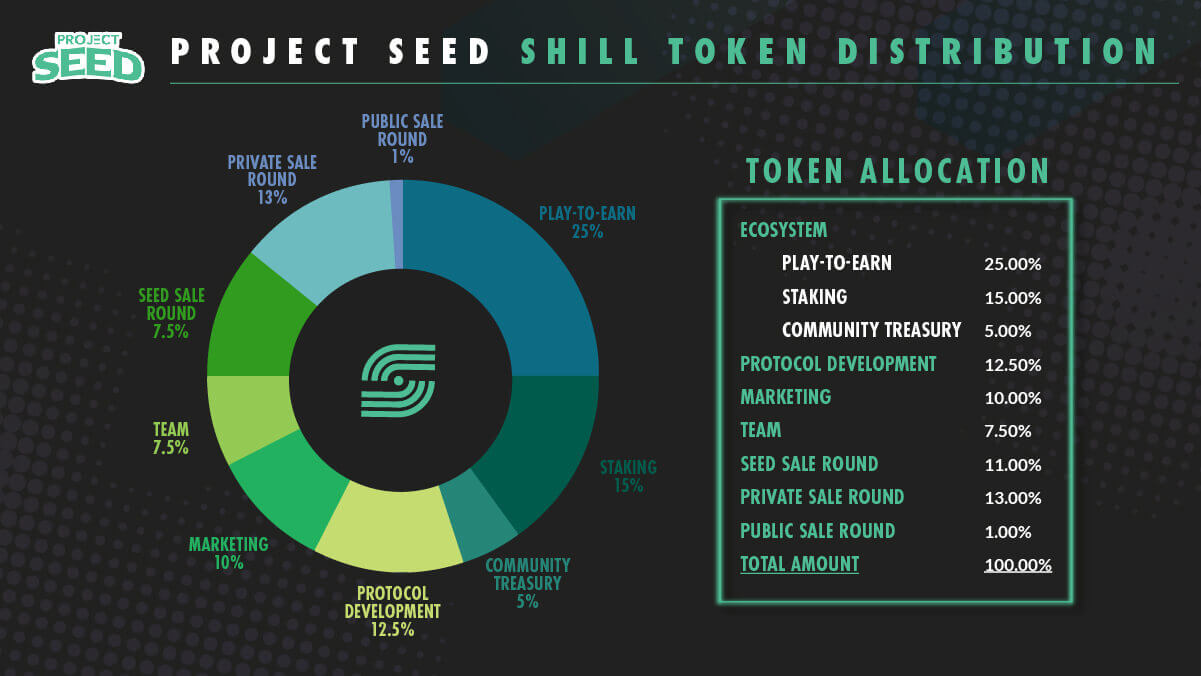 PROJECT
SEED
PROJECT SEED SHILL TOKEN DISTRIBUTION
PUBLIC SALE
ROUND
1%
PRIVATE SALE
ROUND
13%
PLAY-TO-EARN
25%
SEED SALE
ROUND
7.5%
TEAM
7.5%
STAKING
15%
MARKETING
10%
COMMUNITY
TREASURY
5%
PROTOCOL
DEVELOPMENT
12.5%
TOKEN ALLOCATION
ECOSYSTEM
PLAY-TO-EARN 25.00%
STAKING 15.00%
COMMUNITY TREASURY 5.00%
PROTOCOL DEVELOPMENT 12.50%
MARKETING 10.00%
TEAM 7.50%
SEED SALE ROUND 11.00%
PRIVATE SALE ROUND 13.00%
PUBLIC SALE ROUND 1.00%
TOTAL AMOUNT 100.00%